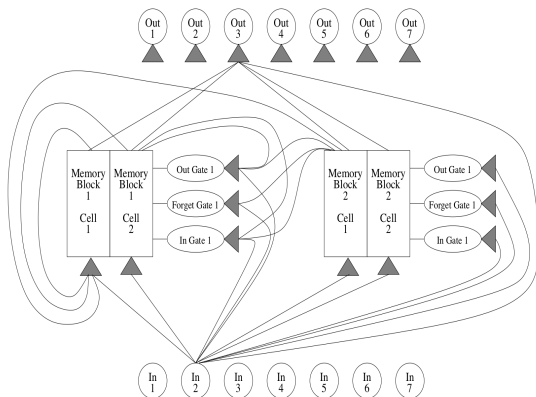 Out Out Out Out Out Out Out
1 2 3 4 5 6 7
Memory Memory Out Gate 1 Memory Memory Out Gate 1
Block Block Block Block
1 1 Forget Gate 1 2 2 Forget Gate 1
Cell Cell Cell Cell
1 2 In Gate 1 1 2 In Gate 1
In In In In In In In
1 2 3 4 5 6 7